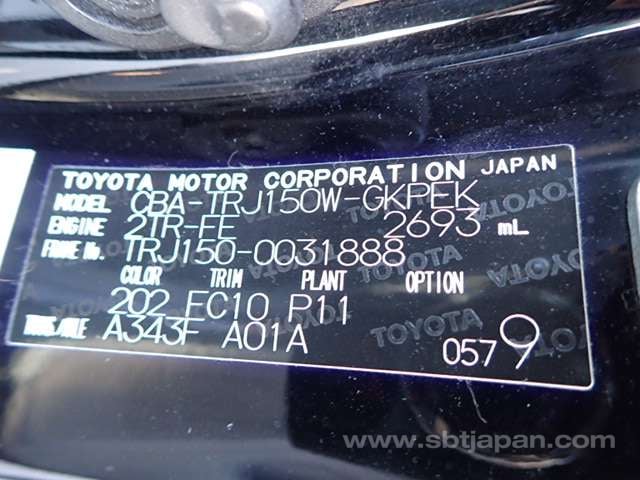 TOYOTA MOTOR CORPORATION JAPAN
MODEL CBA-TRJ150W-GKPEK
ENGINE 2TR-FE 2693 mL
FRAME No. TRJ150-0031888
COLOR TRIM PLANT OPTION
202 FC10 P11
TRANS/AXLE A343F A01A
0579
www.sbtjapan.com